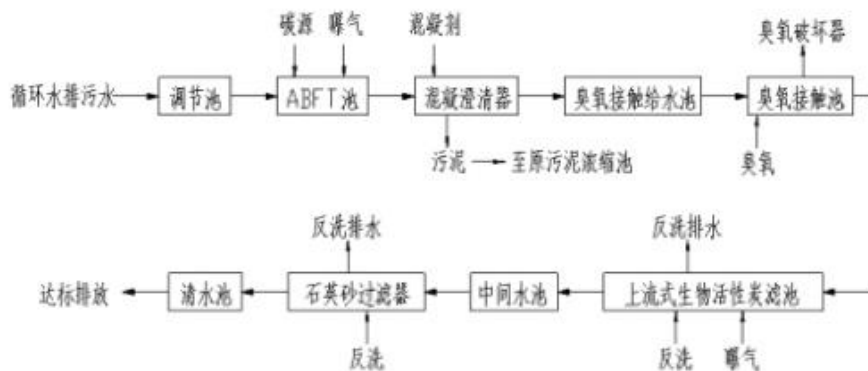 碳源 曝气 混凝剂 臭氧破坏器
循环水排污水 调节池 ABFT池 混凝澄清器 臭氧接触给水池 臭氧接触池
污泥 至原污泥浓缩池 臭氧
反洗排水 反洗排水
达标排放 清水池 石英砂过滤器 中间水池 上流式生物活性炭滤池
反洗 反洗 曝气